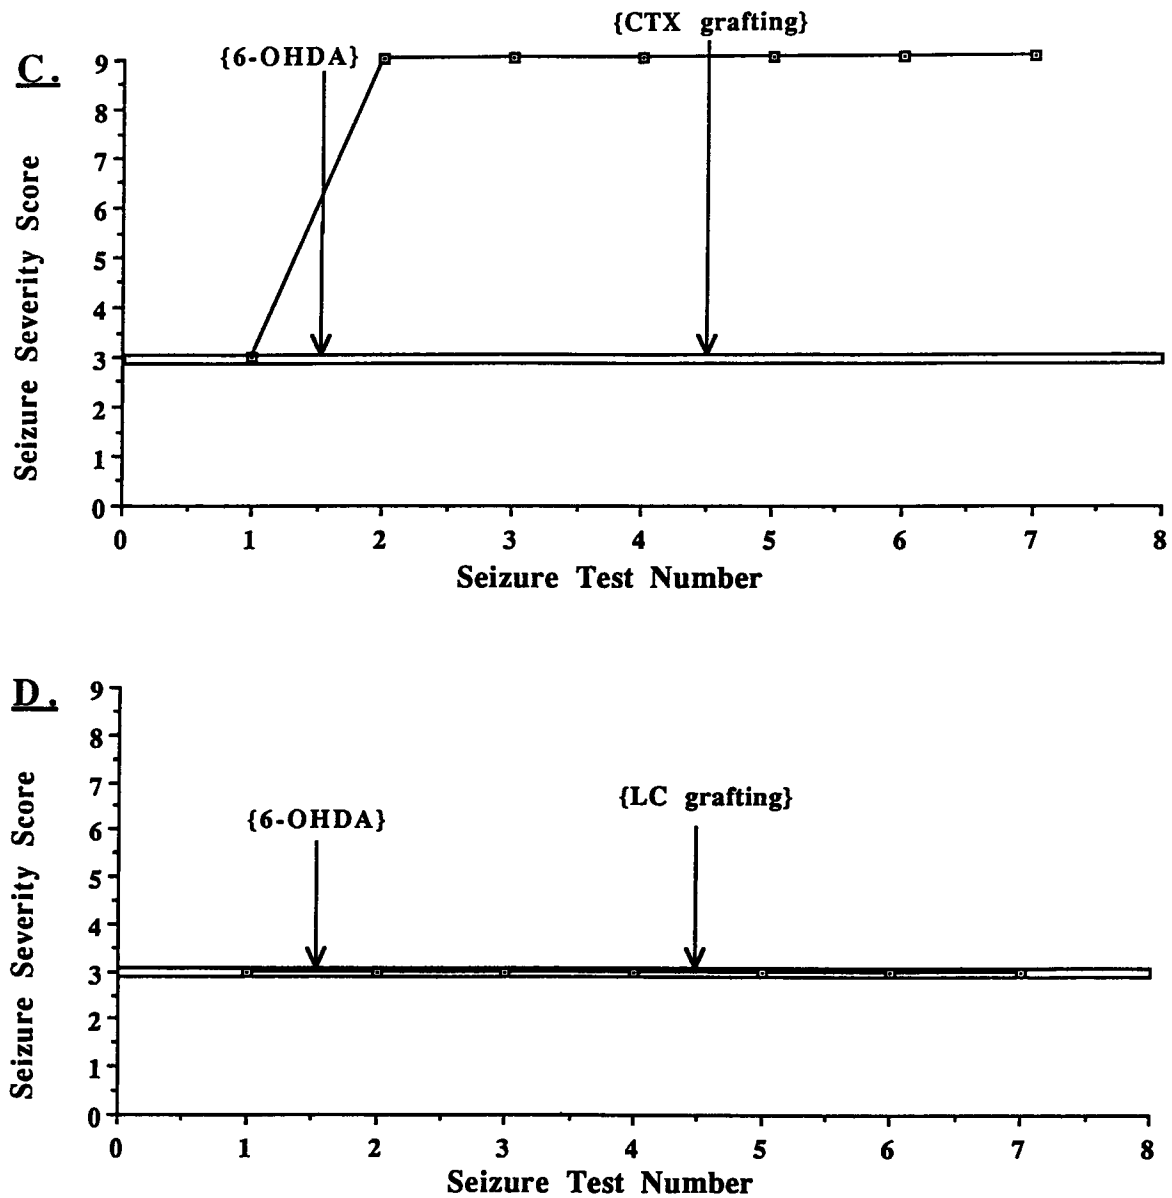 {CTX grafting}
C.
{6-OHDA}
9
8
7
6
5
4
3
2
1
0
Seizure Severity Score
0 1 2 3 4 5 6 7 8
Seizure Test Number
D.
9
8
7
6
5
4
3
2
1
0
Seizure Severity Score
{LC grafting}
{6-OHDA}
0 1 2 3 4 5 6 7 8
Seizure Test Number